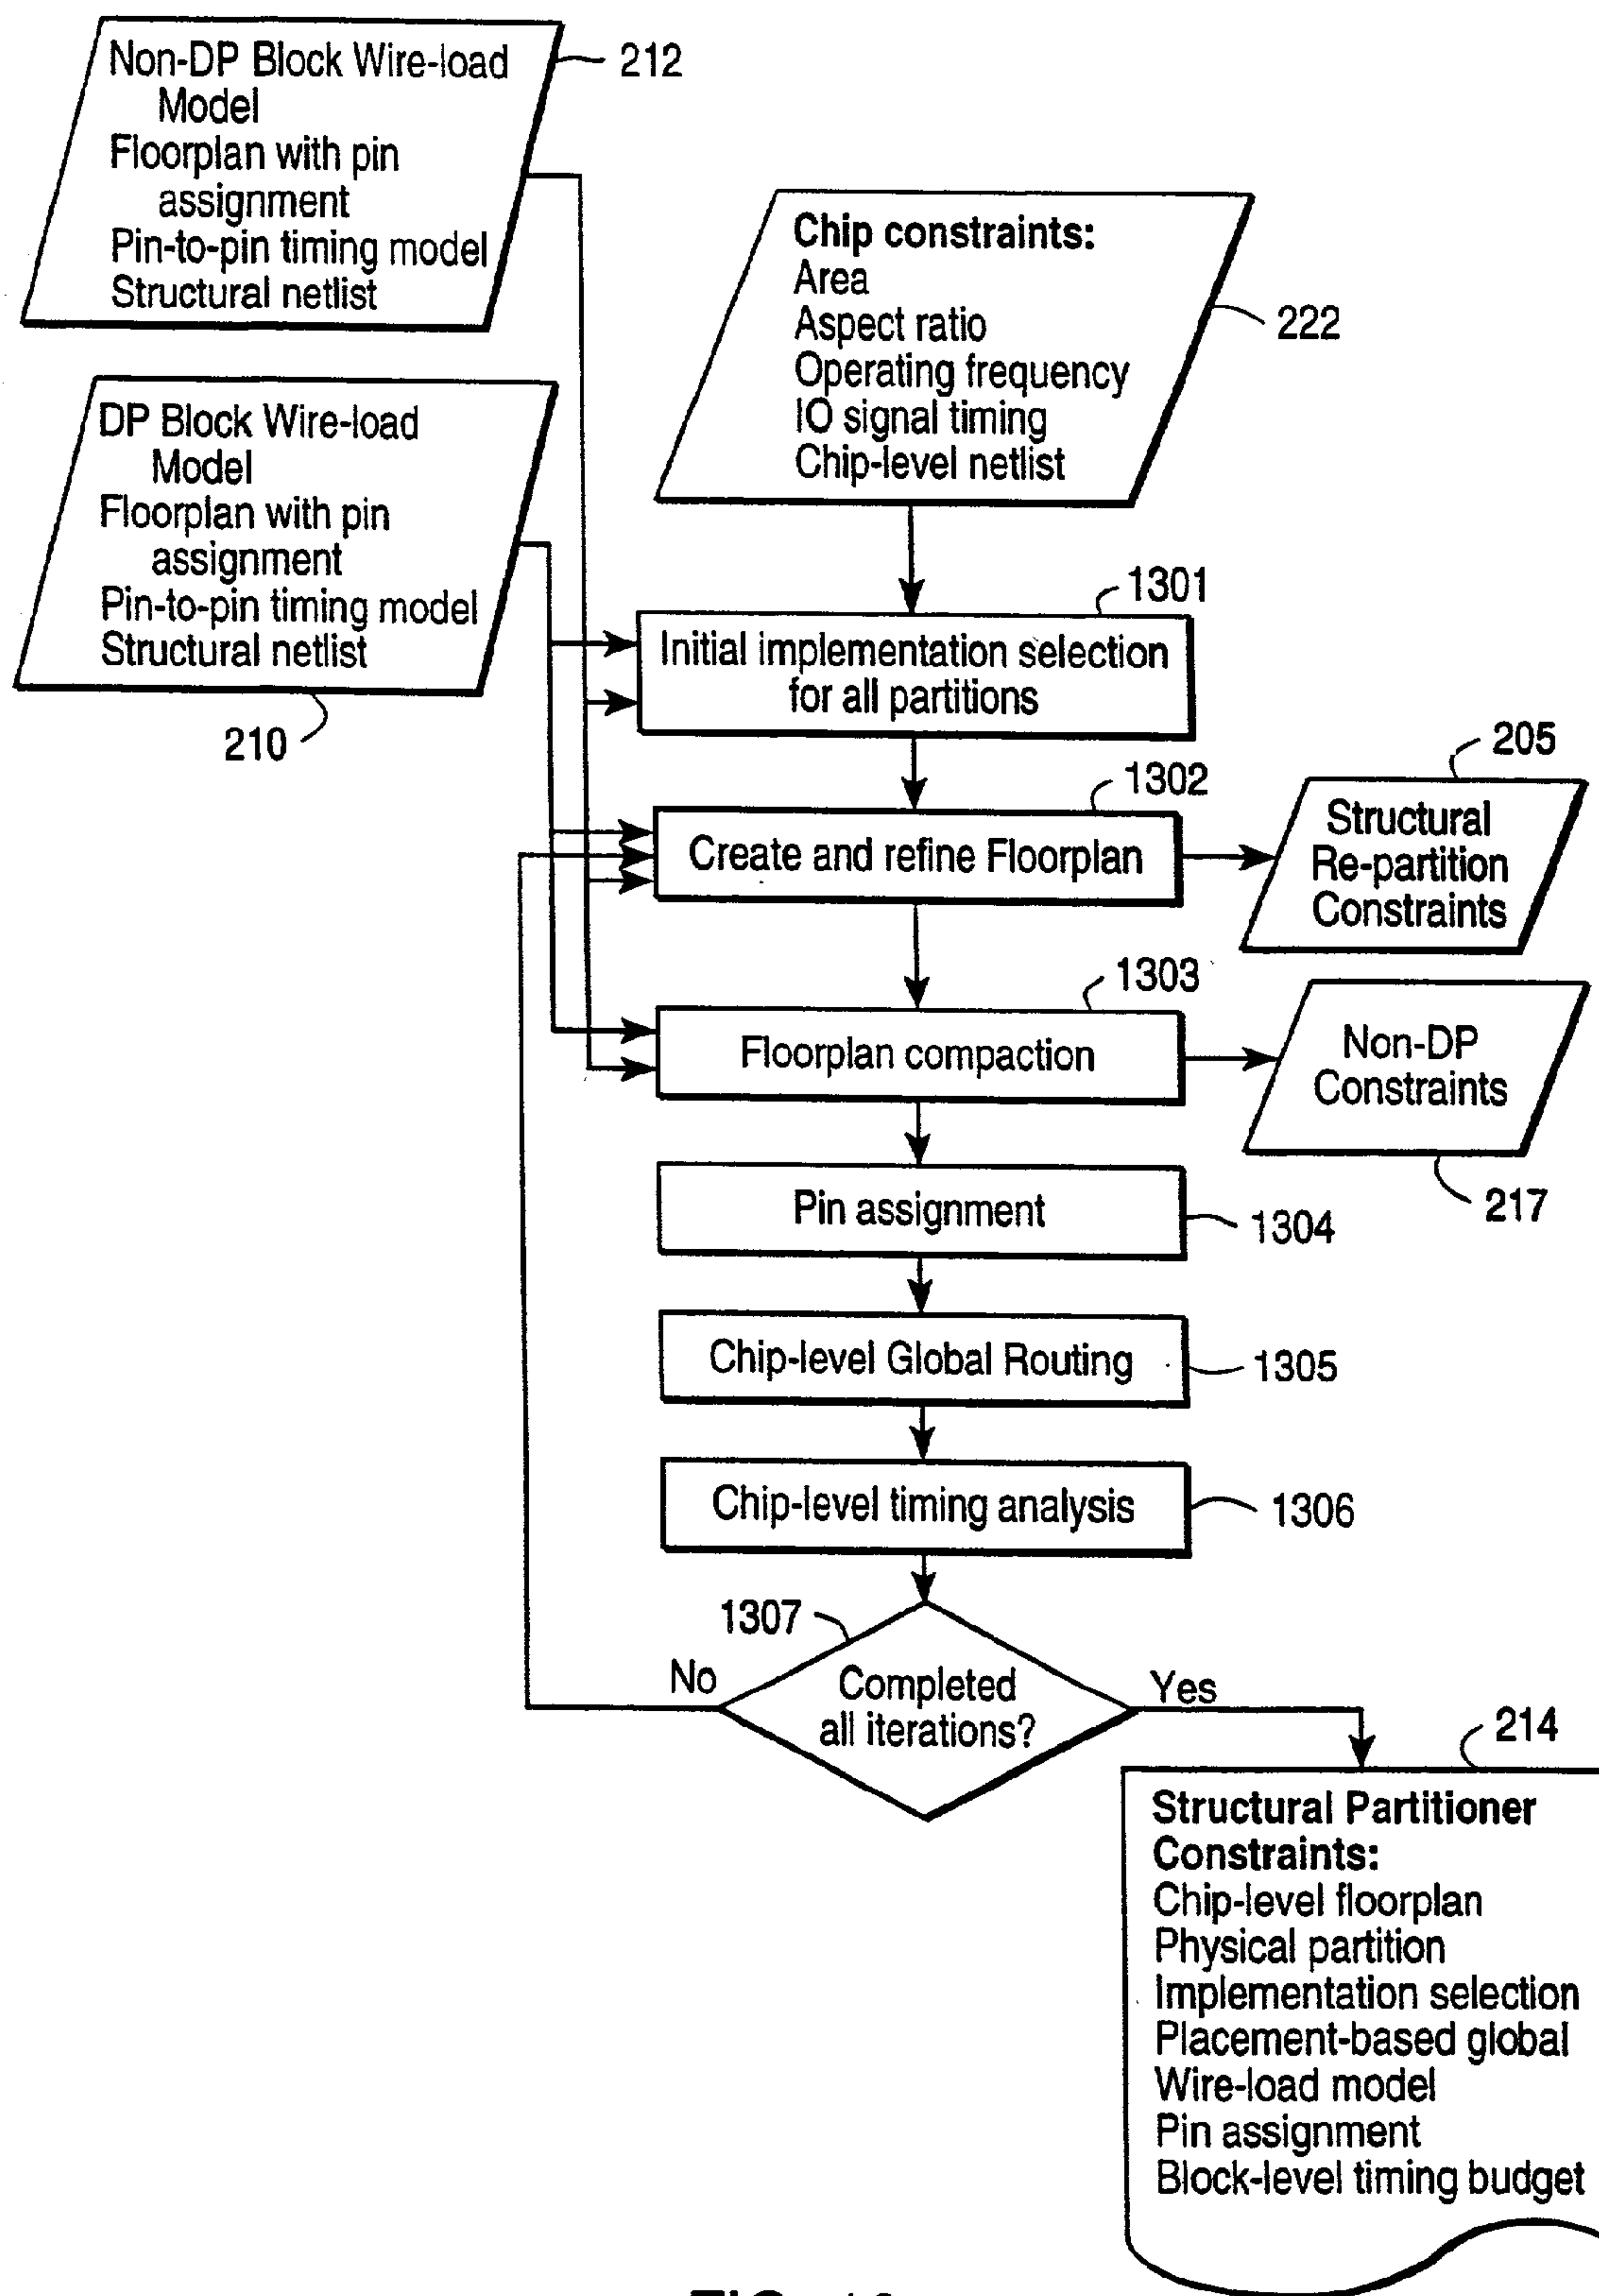 Non-DP Block Wire-load
Model
Floorplan with pin
assignment
Pin-to-pin timing model
Structural netlist
212
Chip constraints:
Area
Aspect ratio
Operating frequency
IO signal timing
Chip-level netlist
222
DP Block Wire-load
Model
Floorplan with pin
assignment
Pin-to-pin timing model
Structural netlist
210
1301
Initial implementation selection
for all partitions
1302
Create and refine Floorplan
205
Structural
Re-partition
Constraints
1303
Floorplan compaction
Non-DP
Constraints
217
Pin assignment
1304
Chip-level Global Routing
1305
Chip-level timing analysis
1306
1307
Completed
all iterations?
No
Yes
214
Structural Partitioner
Constraints:
Chip-level floorplan
Physical partition
Implementation selection
Placement-based global
Wire-load model
Pin assignment
Block-level timing budget